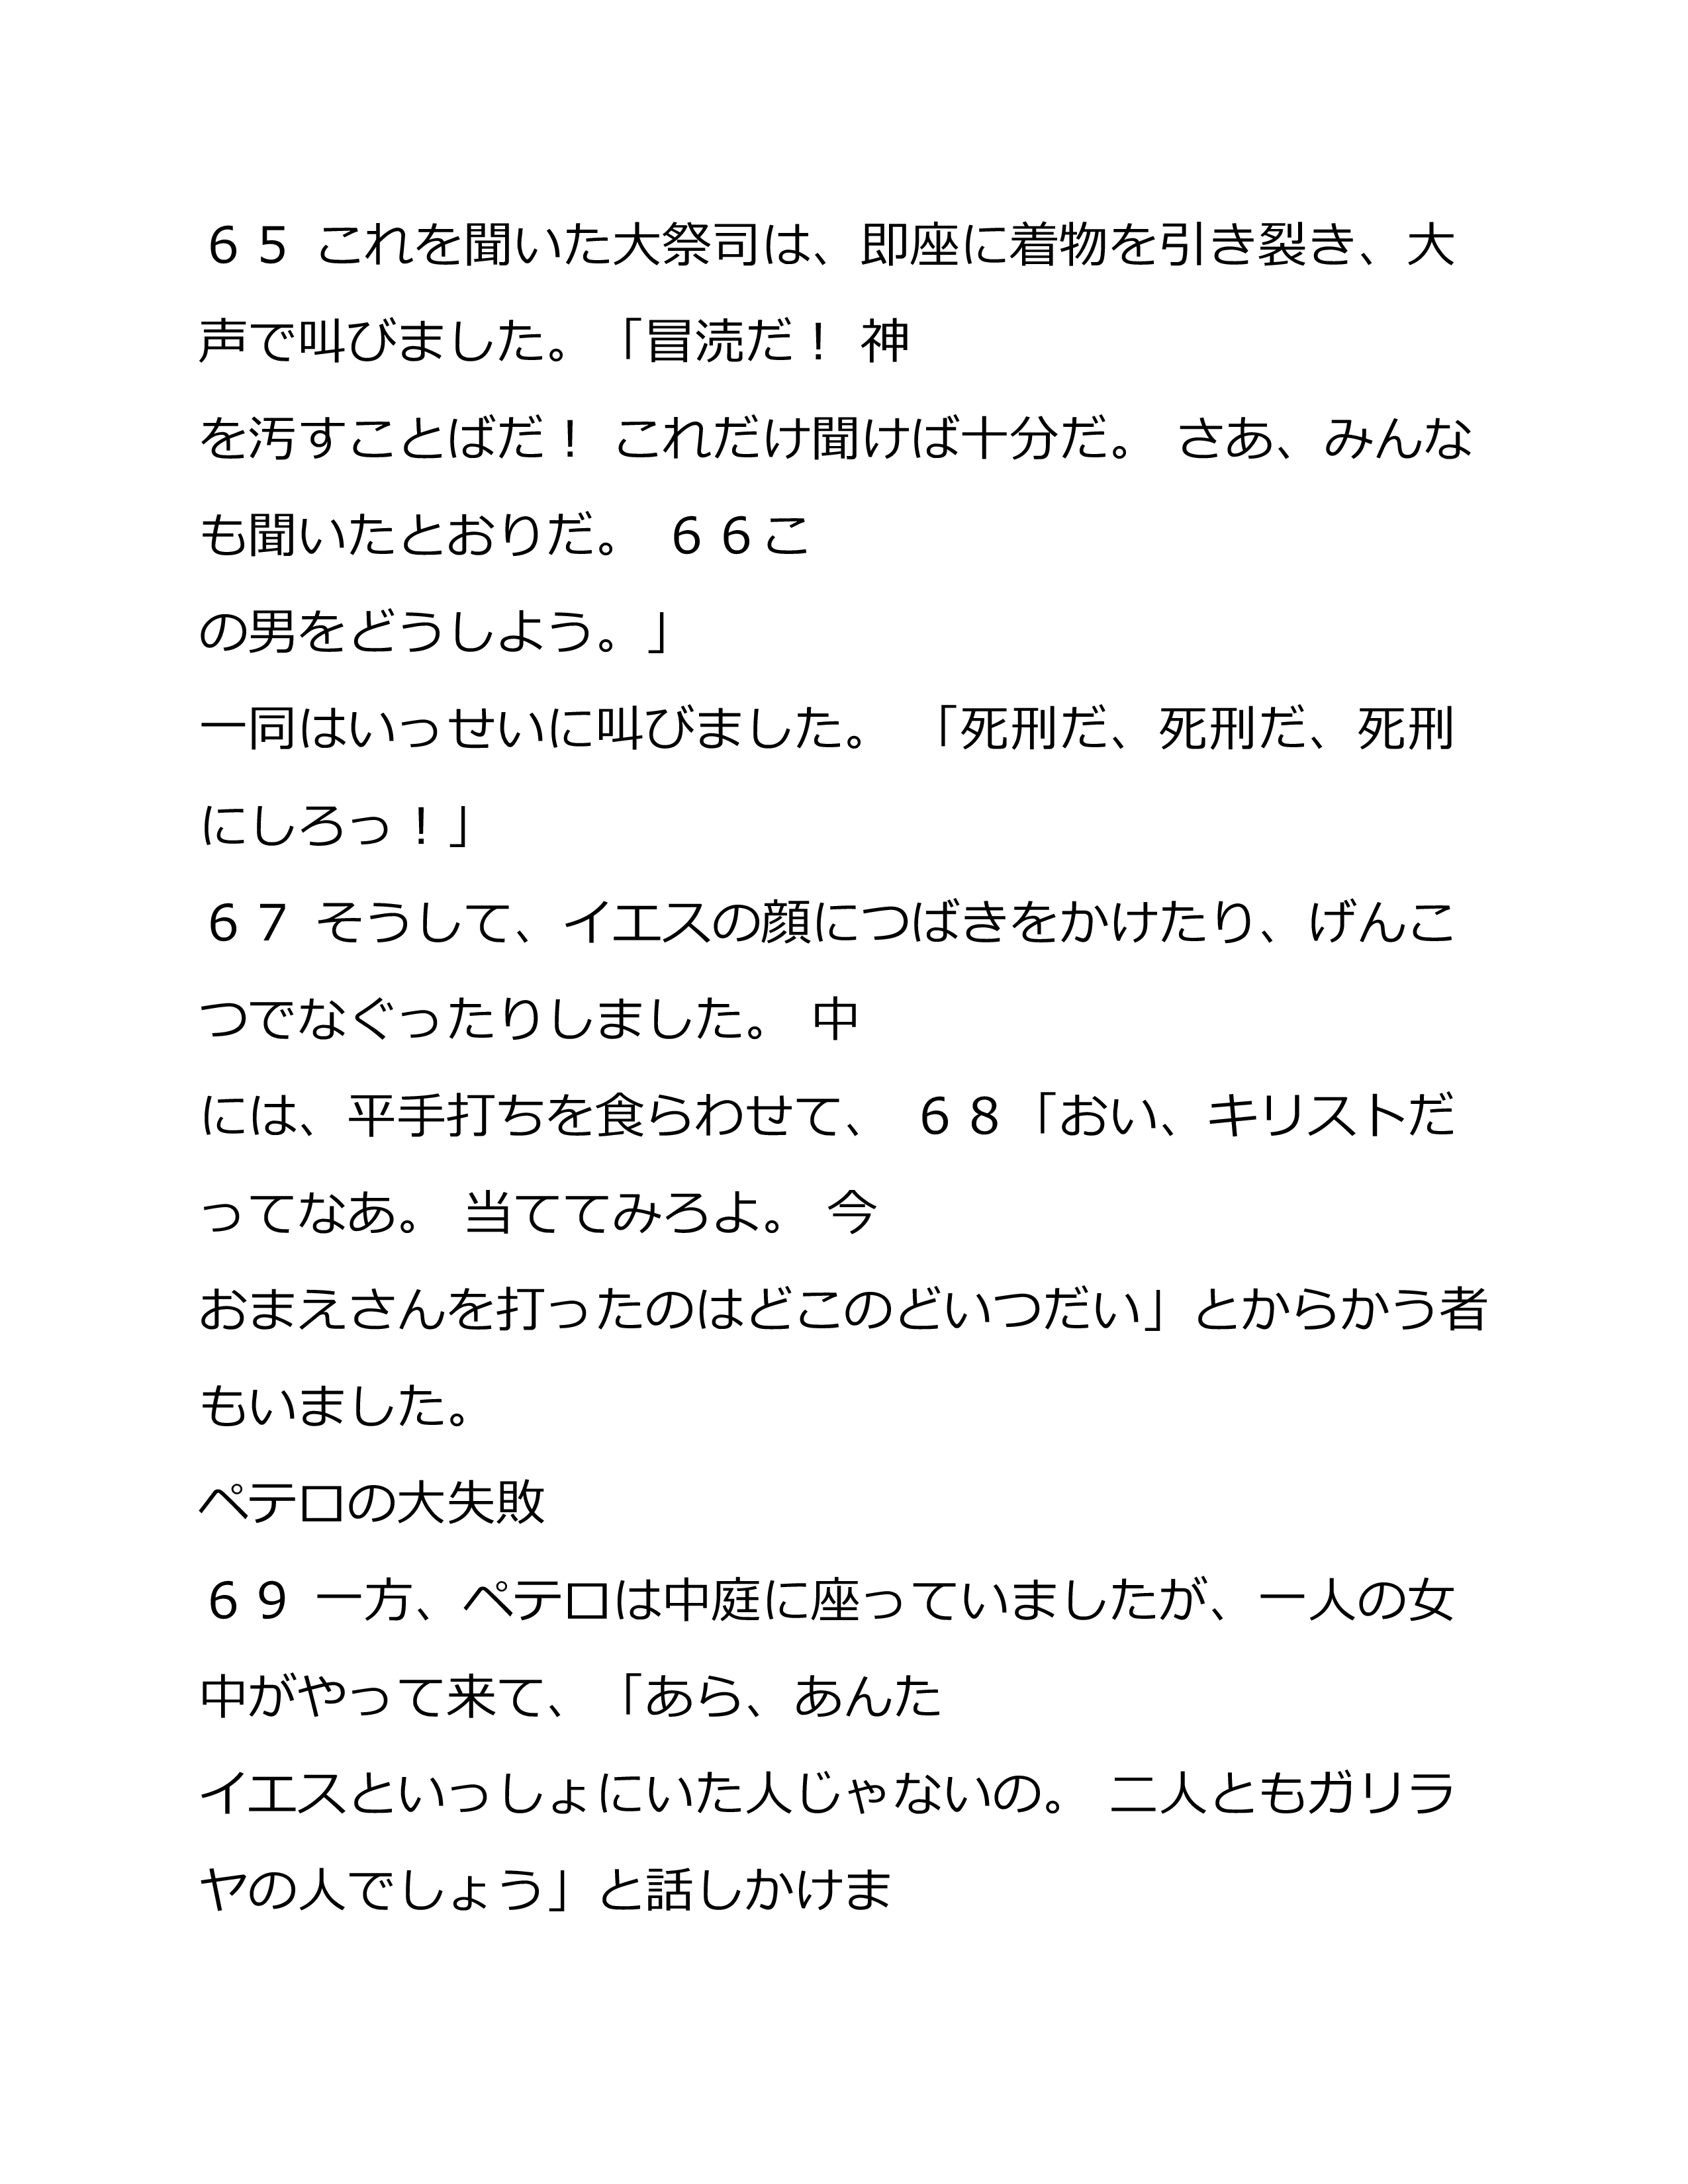 ６５ これを聞いた大祭司は、即座に着物を引き裂き、大
声で叫びました。「冒涜だ！ 神
を汚すことばだ！ これだけ聞けば十分だ。 さあ、みんな
も聞いたとおりだ。 ６６こ
の男をどうしよう。」
一同はいっせいに叫びました。 「死刑だ、死刑だ、死刑
にしろっ！」
６７ そうして、イエスの顔につばきをかけたり、げんこ
つでなぐったりしました。 中
には、平手打ちを食らわせて、 ６８「おい、キリストだ
ってなあ。 当ててみろよ。 今
おまえさんを打ったのはどこのどいつだい」とからかう者
もいました。
ペテロの大失敗
６９ 一方、ペテロは中庭に座っていましたが、一人の女
中がやって来て、「あら、あんた
イエスといっしょにいた人じゃないの。 二人ともガリラ
ヤの人でしょう」と話しかけま